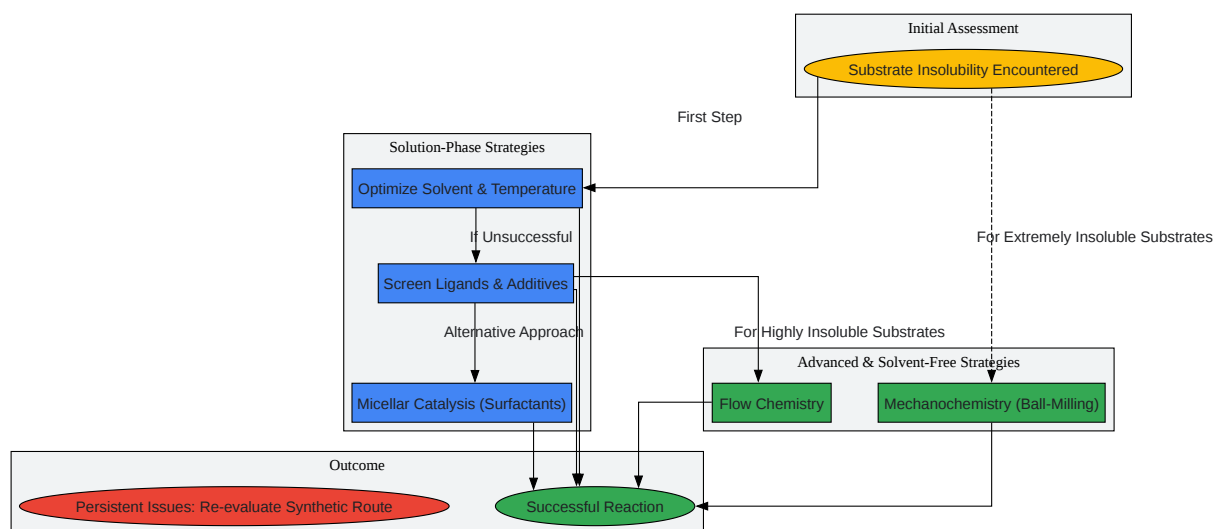 Initial Assessment
Substrate Insolubility Encountered
First Step
Solution-Phase Strategies
Optimize Solvent & Temperature
If Unsuccessful
For Extremely Insoluble Substrates
Screen Ligands & Additives
Alternative Approach
For Highly Insoluble Substrates
Advanced & Solvent-Free Strategies
Micellar Catalysis (Surfactants)
Flow Chemistry
Mechanochemistry (Ball-Milling)
Outcome
Persistent Issues: Re-evaluate Synthetic Route
Successful Reaction